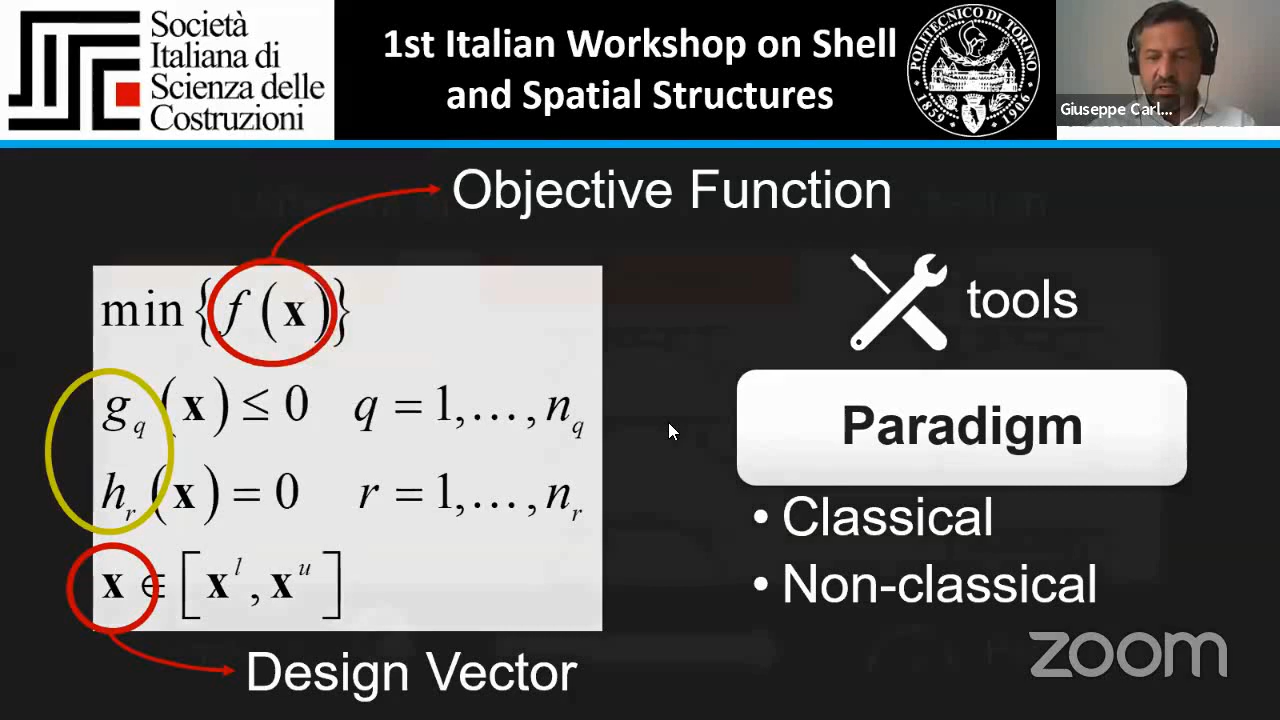 Società
Italiana di
Scienza delle
Costruzioni
1st Italian Workshop on Shell
and Spatial Structures
POLITECNICO DI TORINO
1859
1906
Giuseppe Carl...
Objective Function
min{f(x)}
g_q(x) ≤ 0 q = 1,...,n_q
h_r(x) = 0 r = 1,...,n_r
x ∈ [x^l, x^u]
Design Vector
tools
Paradigm
• Classical
• Non-classical
zoom